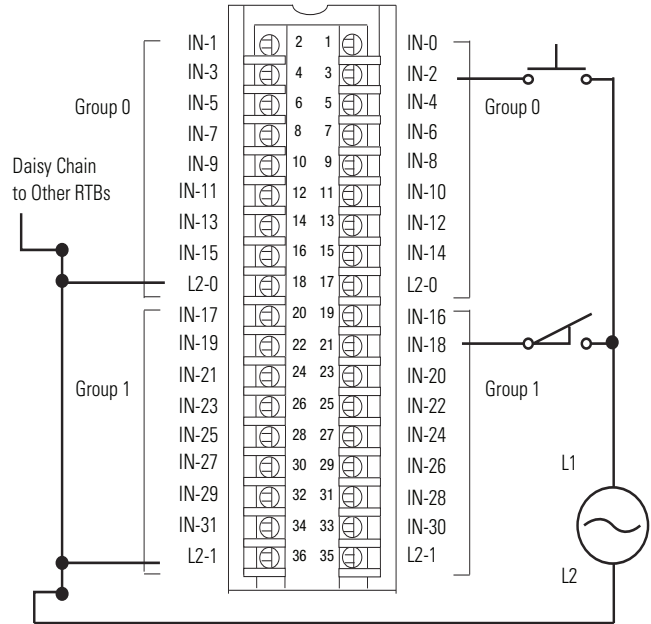 IN-1 2 1 IN-0
IN-3 4 3 IN-2
IN-5 6 5 IN-4
Group 0 Group 0
IN-7 8 7 IN-6
IN-9 10 9 IN-8
Daisy Chain
to Other RTBs
IN-11 12 11 IN-10
IN-13 14 13 IN-12
IN-15 16 15 IN-14
L2-0 18 17 L2-0
IN-17 20 19 IN-16
IN-19 22 21 IN-18
IN-21 24 23 IN-20
Group 1 Group 1
IN-23 26 25 IN-22
IN-25 28 27 IN-24
IN-27 30 29 IN-26
L1
IN-29 32 31 IN-28
IN-31 34 33 IN-30
L2-1 36 35 L2-1
L2